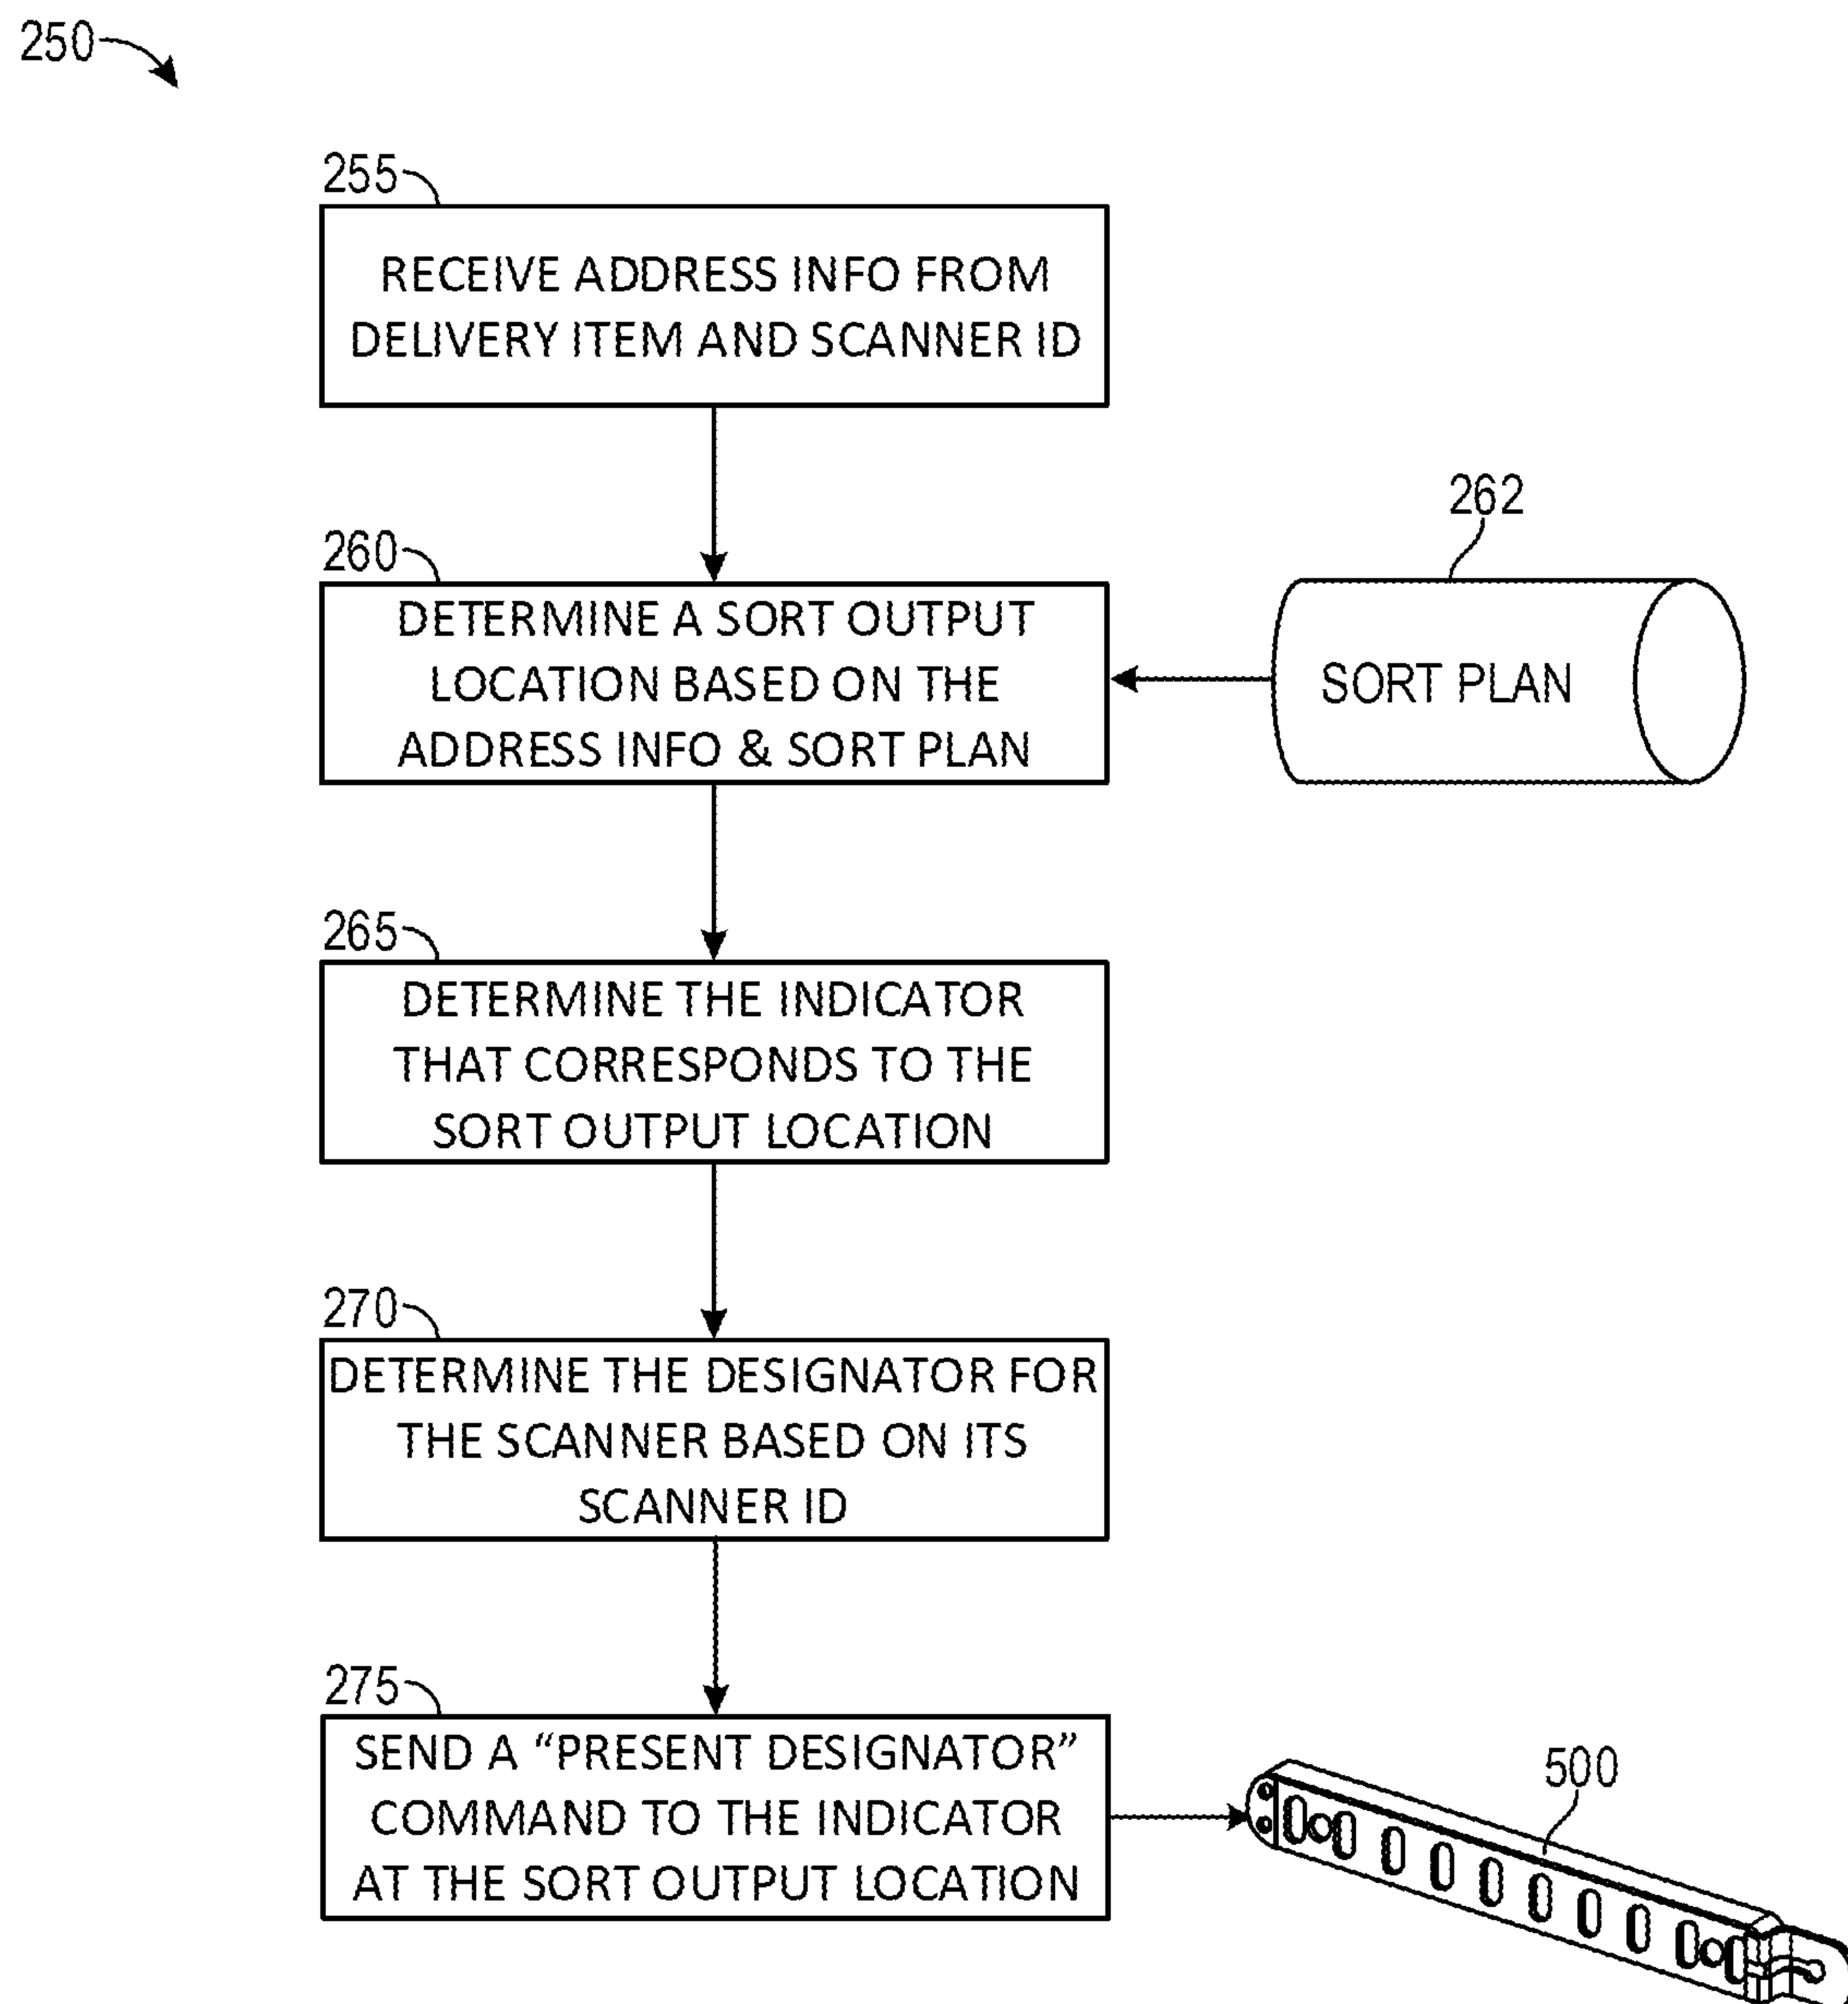 250
255
RECEIVE ADDRESS INFO FROM
DELIVERY ITEM AND SCANNER ID
260
DETERMINE A SORT OUTPUT
LOCATION BASED ON THE
ADDRESS INFO & SORT PLAN
262
SORT PLAN
265
DETERMINE THE INDICATOR
THAT CORRESPONDS TO THE
SORT OUTPUT LOCATION
270
DETERMINE THE DESIGNATOR FOR
THE SCANNER BASED ON ITS
SCANNER ID
275
SEND A “PRESENT DESIGNATOR”
COMMAND TO THE INDICATOR
AT THE SORT OUTPUT LOCATION
500